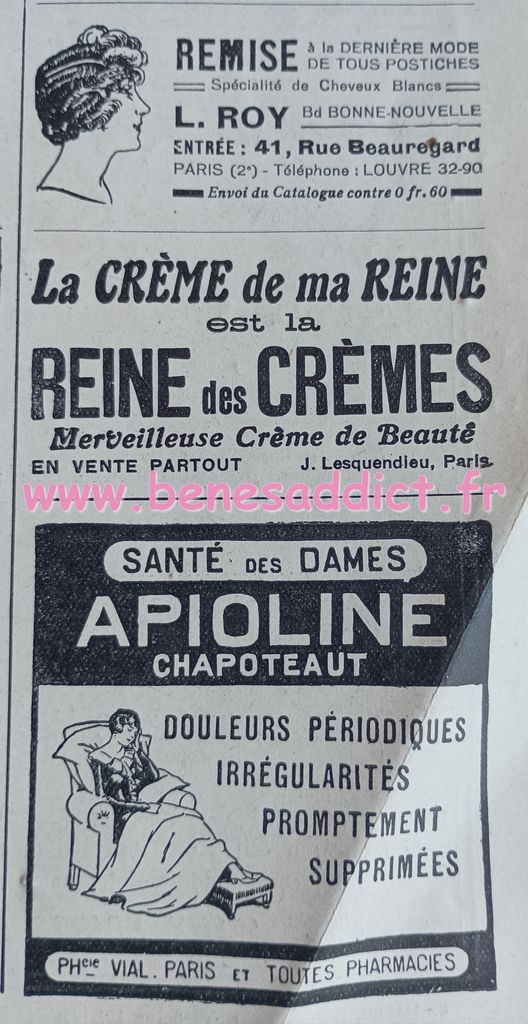 REMISE à la DERNIÈRE MODE
DE TOUS POSTICHES
Spécialité de Cheveux Blancs
L. ROY Bd BONNE-NOUVELLE
ENTRÉE : 41, Rue Beauregard
PARIS (2ᵉ) - Téléphone : LOUVRE 32-90
Envoi du Catalogue contre 0 fr. 60
La CRÈME de ma REINE
est la
REINE des CRÈMES
Merveilleuse Crème de Beauté
EN VENTE PARTOUT J. Lesquendieu, Paris
www.benesaddict.fr
SANTÉ DES DAMES
APIOLINE
CHAPOTEAUT
DOULEURS PÉRIODIQUES
IRRÉGULARITÉS
PROMPTEMENT
SUPPRIMÉES
PHcie VIAL. PARIS ET TOUTES PHARMACIES